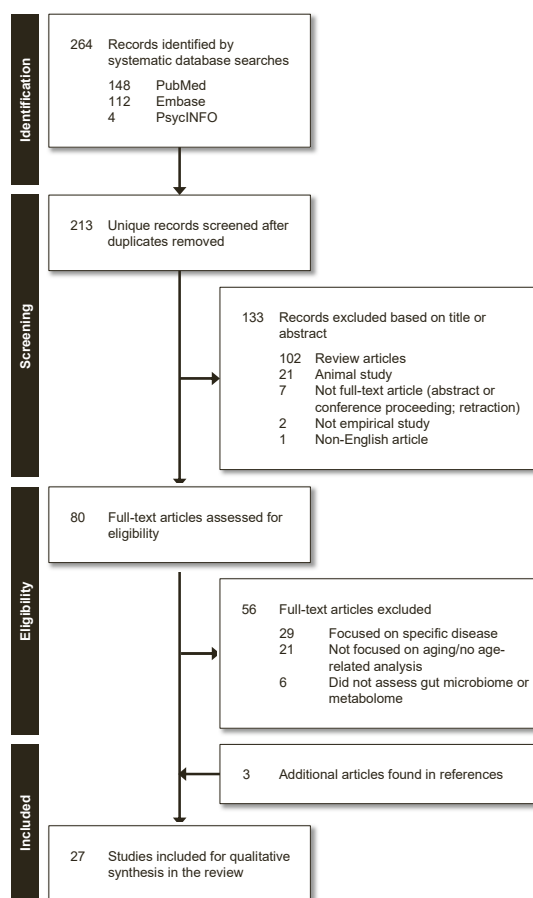 Identification
264 Records identified by
systematic database searches
148 PubMed
112 Embase
4 PsycINFO
Screening
213 Unique records screened after
duplicates removed
133 Records excluded based on title or
abstract
102 Review articles
21 Animal study
7 Not full-text article (abstract or
conference proceeding; retraction)
2 Not empirical study
1 Non-English article
Eligibility
80 Full-text articles assessed for
eligibility
56 Full-text articles excluded
29 Focused on specific disease
21 Not focused on aging/no age-
related analysis
6 Did not assess gut microbiome or
metabolome
Included
3 Additional articles found in references
27 Studies included for qualitative
synthesis in the review